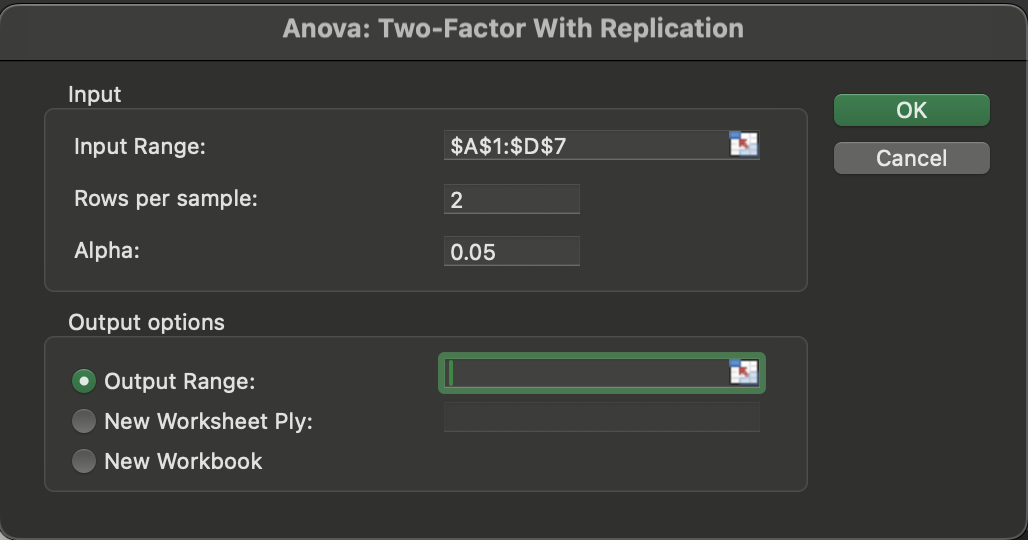 Anova: Two-Factor With Replication
Input
Input Range: $A$1:$D$7
Rows per sample: 2
Alpha: 0.05
OK
Cancel
Output options
Output Range:
New Worksheet Ply:
New Workbook